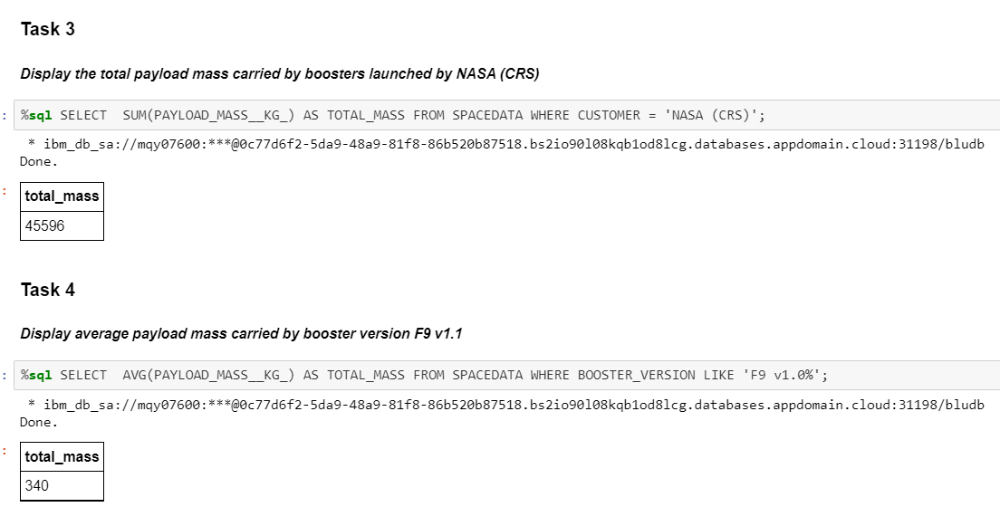 Task 3
Display the total payload mass carried by boosters launched by NASA (CRS)
: %sql SELECT  SUM(PAYLOAD_MASS__KG_) AS TOTAL_MASS FROM SPACEDATA WHERE CUSTOMER = 'NASA (CRS)';
* ibm_db_sa://mqy07600:***@0c77d6f2-5da9-48a9-81f8-86b520b87518.bs2io90l08kqb1od8lcg.databases.appdomain.cloud:31198/bludb
Done.
: total_mass
45596
Task 4
Display average payload mass carried by booster version F9 v1.1
: %sql SELECT  AVG(PAYLOAD_MASS__KG_) AS TOTAL_MASS FROM SPACEDATA WHERE BOOSTER_VERSION LIKE 'F9 v1.0%';
* ibm_db_sa://mqy07600:***@0c77d6f2-5da9-48a9-81f8-86b520b87518.bs2io90l08kqb1od8lcg.databases.appdomain.cloud:31198/bludb
Done.
: total_mass
340